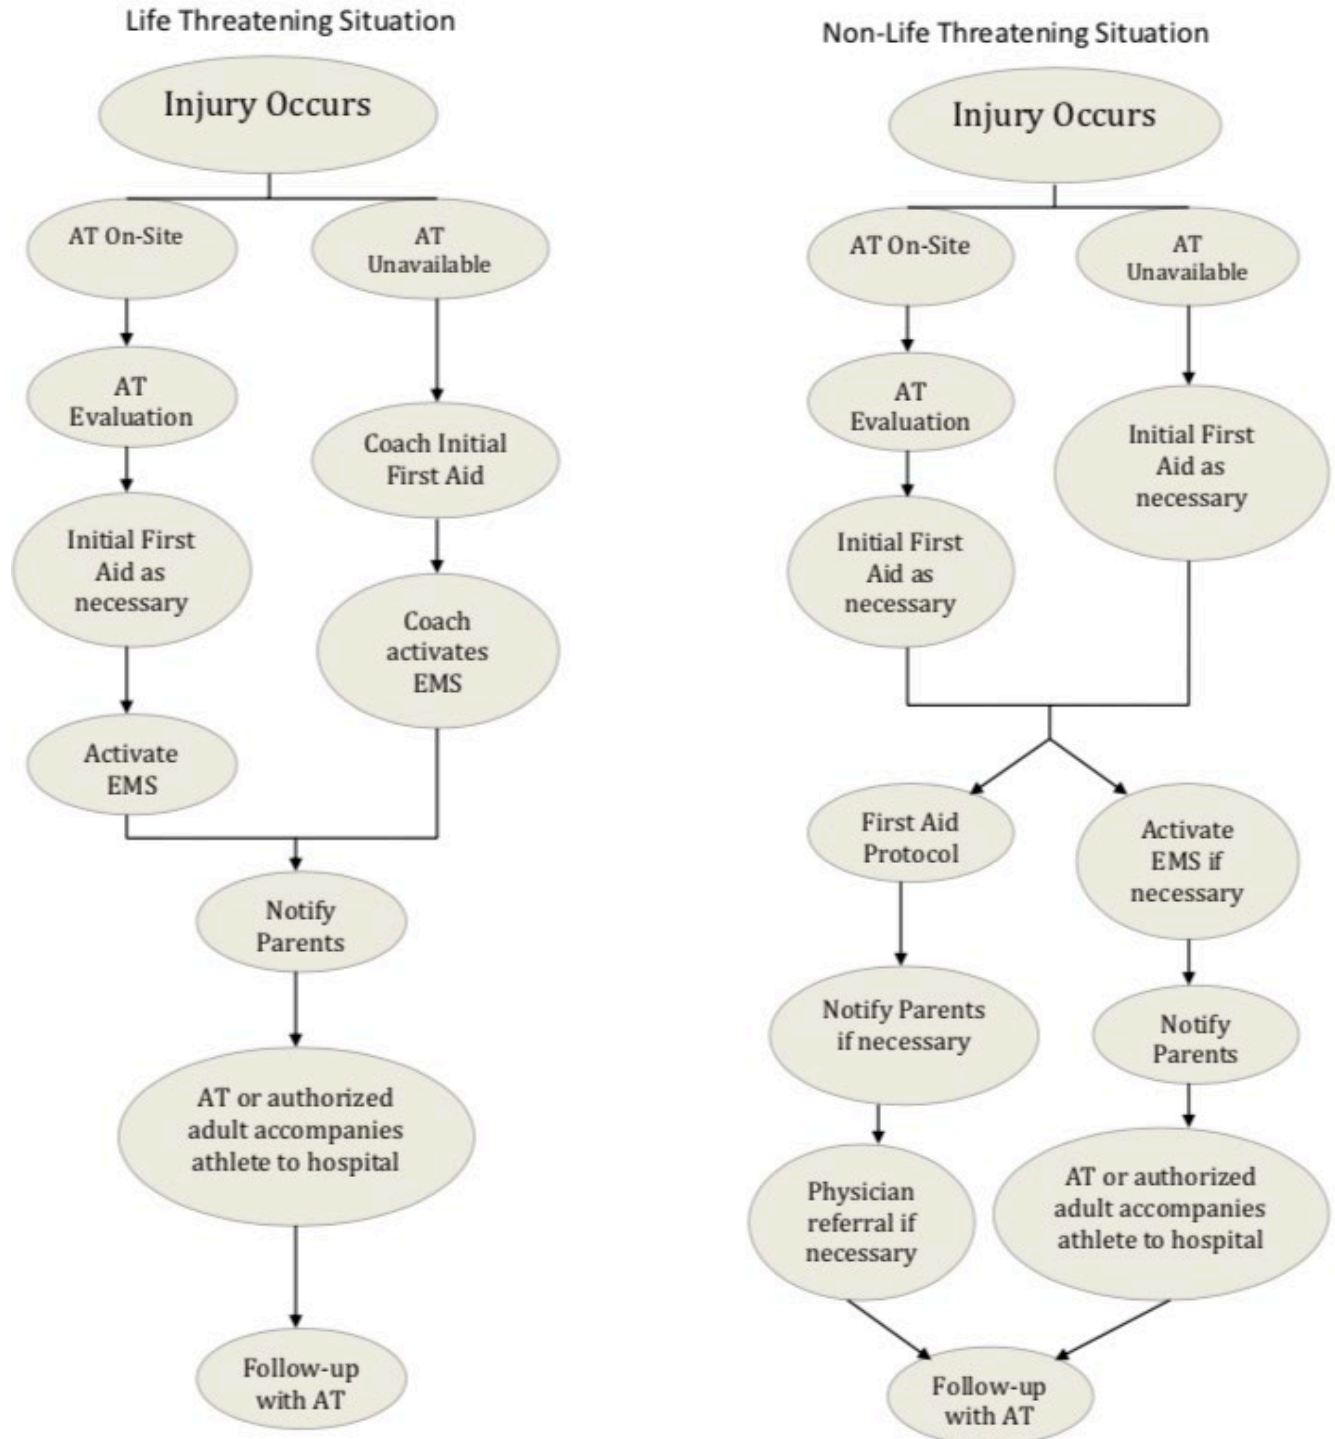 Life Threatening Situation
Injury Occurs
AT On-Site
AT
Unavailable
AT
Evaluation
Coach Initial
First Aid
Initial First
Aid as
necessary
Coach
activates
EMS
Activate
EMS
Notify
Parents
AT or authorized
adult accompanies
athlete to hospital
Follow-up
with AT
Non-Life Threatening Situation
Injury Occurs
AT On-Site
AT
Unavailable
AT
Evaluation
Initial First
Aid as
necessary
Initial First
Aid as
necessary
First Aid
Protocol
Activate
EMS if
necessary
Notify Parents
if necessary
Notify
Parents
Physician
referral if
necessary
AT or authorized
adult accompanies
athlete to hospital
Follow-up
with AT